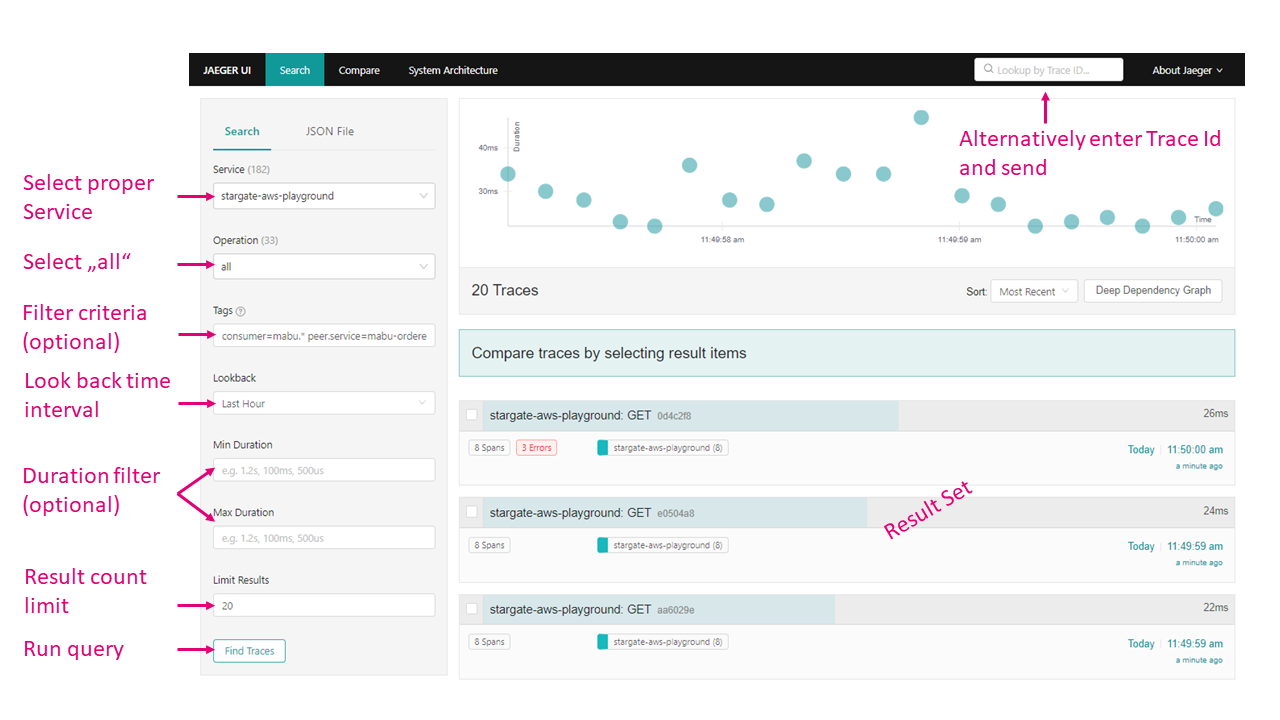 JAEGER UI Search Compare System Architecture Lookup by Trace ID... About Jaeger
Alternatively enter Trace Id
and send
Search JSON File
Service (182)
stargate-aws-playground
Select proper
Service
Operation (33)
all
Select „all“
Tags
consumer=mabu.* peer.service=mabu-ordere
Filter criteria
(optional)
Lookback
Last Hour
Look back time
interval
Min Duration
e.g. 1.2s, 100ms, 500us
Duration filter
(optional)
Max Duration
e.g. 1.2s, 100ms, 500us
Limit Results
20
Result count
limit
Find Traces
Run query
Duration
40ms
30ms
Time
11:49:58 am 11:49:59 am 11:50:00 am
20 Traces Sort: Most Recent Deep Dependency Graph
Compare traces by selecting result items
stargate-aws-playground: GET 0d4c2f8 26ms
8 Spans 3 Errors stargate-aws-playground (8) Today 11:50:00 am
a minute ago
Result Set
stargate-aws-playground: GET e0504a8 24ms
8 Spans stargate-aws-playground (8) Today 11:49:59 am
a minute ago
stargate-aws-playground: GET aa6029e 22ms
8 Spans stargate-aws-playground (8) Today 11:49:59 am
a minute ago